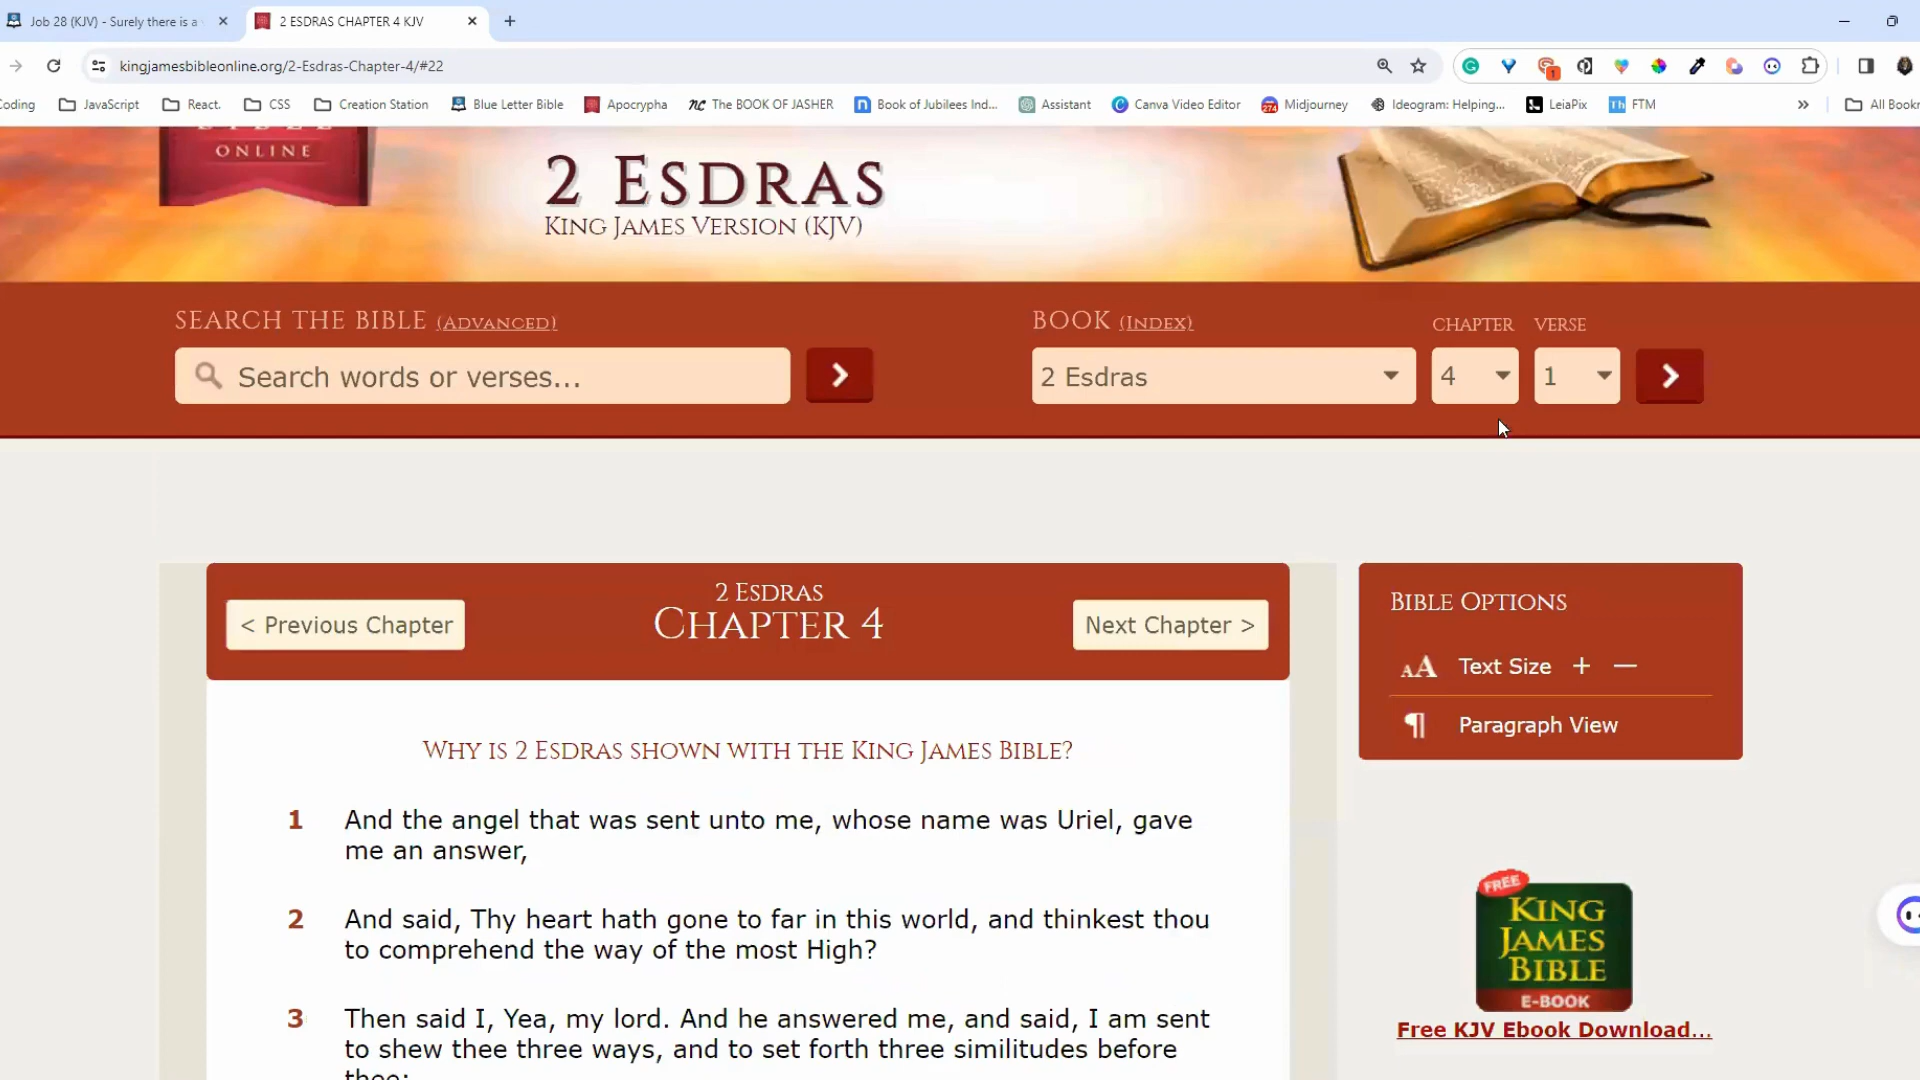 Job 28 (KJV) - Surely there is a
2 ESDRAS CHAPTER 4 KJV
kingjamesbibleonline.org/2-Esdras-Chapter-4/#22
1
Coding JavaScript React. CSS Creation Station Blue Letter Bible Apocrypha NC The BOOK OF JASHER Book of Jubilees Ind... Assistant Canva Video Editor 274 Midjourney Ideogram: Helping... LeiaPix Th FTM » All Bookr
ONLINE
2 ESDRAS
KING JAMES VERSION (KJV)
SEARCH THE BIBLE (ADVANCED)
Search words or verses...
BOOK (INDEX)
CHAPTER VERSE
2 Esdras 4 1
< Previous Chapter
2 ESDRAS
CHAPTER 4
Next Chapter >
BIBLE OPTIONS
AA Text Size + —
¶ Paragraph View
WHY IS 2 ESDRAS SHOWN WITH THE KING JAMES BIBLE?
1 And the angel that was sent unto me, whose name was Uriel, gave
me an answer,
2 And said, Thy heart hath gone to far in this world, and thinkest thou
to comprehend the way of the most High?
3 Then said I, Yea, my lord. And he answered me, and said, I am sent
to shew thee three ways, and to set forth three similitudes before
thee:
FREE
KING
JAMES
BIBLE
E-BOOK
Free KJV Ebook Download...